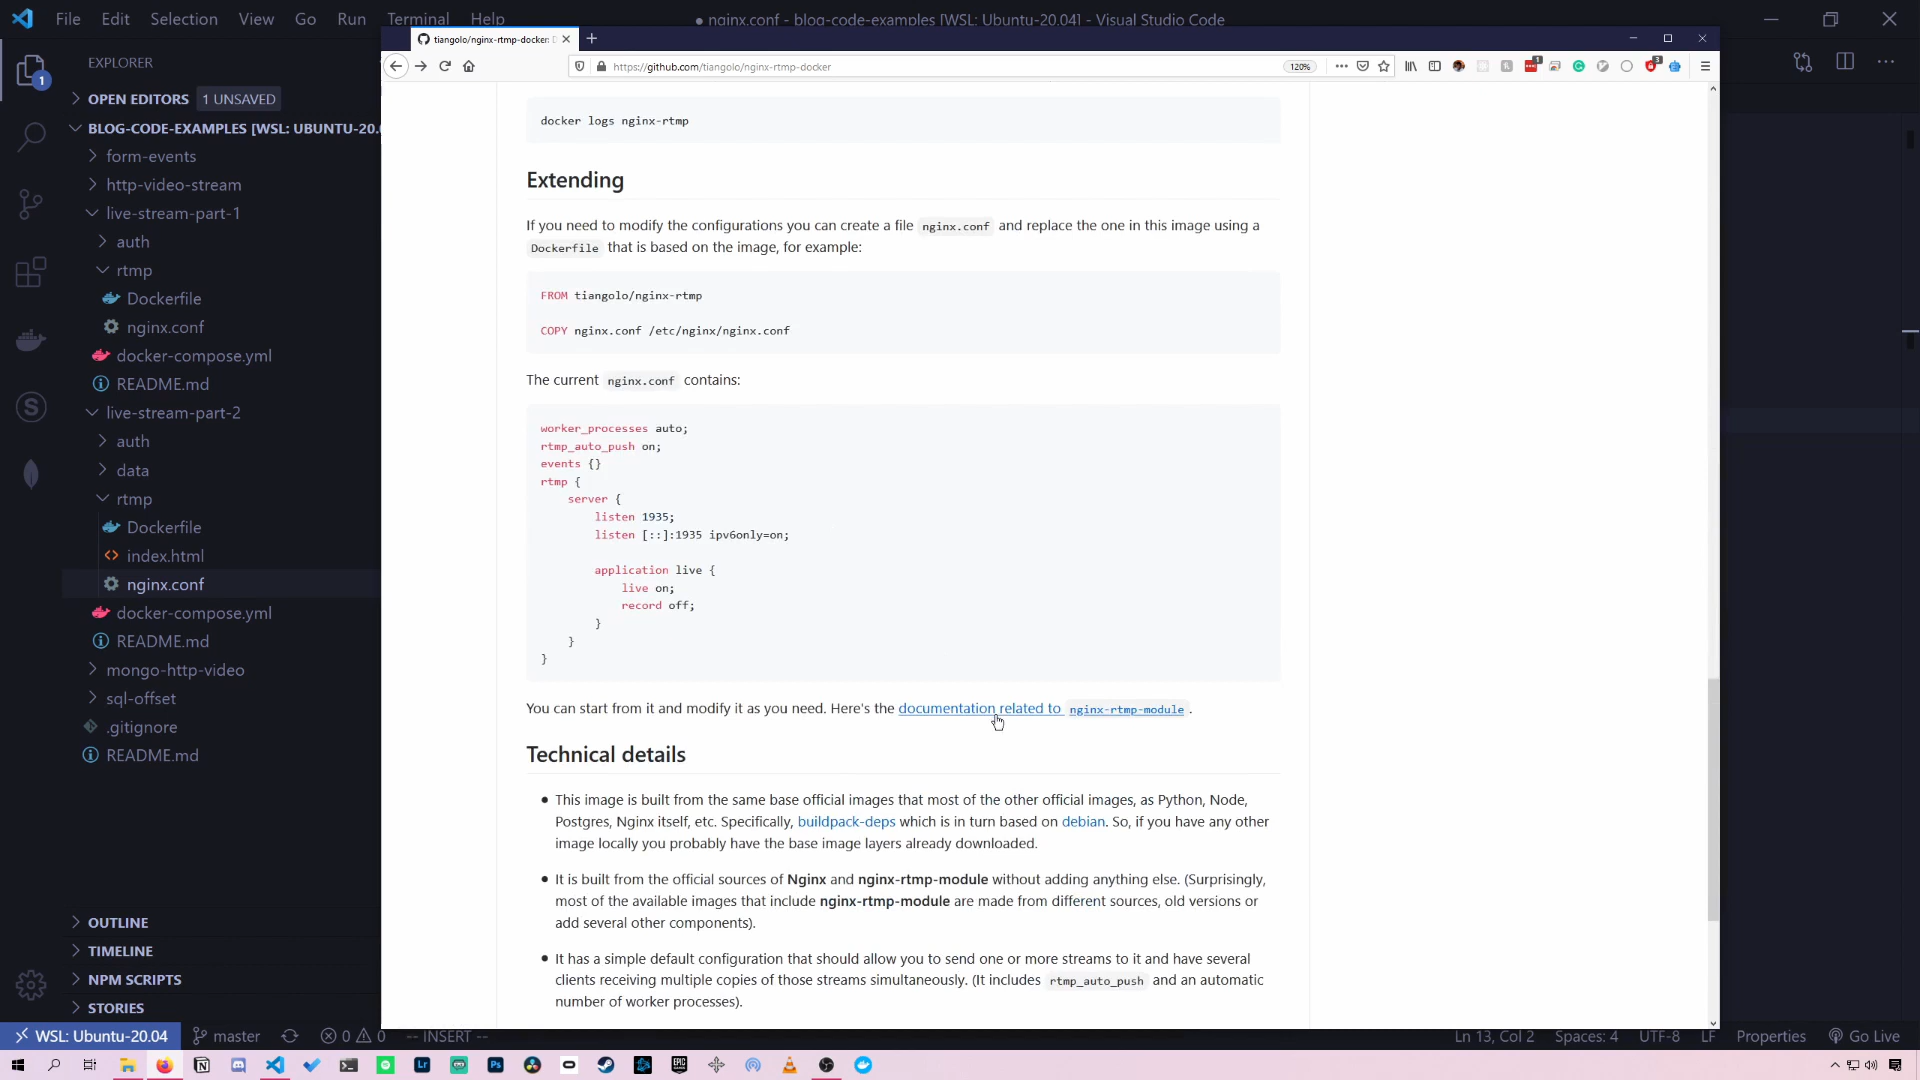 File Edit Selection View Go Run Terminal Help
● nginx.conf - blog-code-examples [WSL: Ubuntu-20.04] - Visual Studio Code
EXPLORER
OPEN EDITORS 1 UNSAVED
BLOG-CODE-EXAMPLES [WSL: UBUNTU-20.0
form-events
http-video-stream
live-stream-part-1
auth
rtmp
Dockerfile
nginx.conf
docker-compose.yml
README.md
live-stream-part-2
auth
data
rtmp
Dockerfile
index.html
nginx.conf
docker-compose.yml
README.md
mongo-http-video
sql-offset
.gitignore
README.md
OUTLINE
TIMELINE
NPM SCRIPTS
STORIES
tiangolo/nginx-rtmp-docker: D
https://github.com/tiangolo/nginx-rtmp-docker
120%
docker logs nginx-rtmp
Extending
If you need to modify the configurations you can create a file nginx.conf and replace the one in this image using a
Dockerfile that is based on the image, for example:
FROM tiangolo/nginx-rtmp
COPY nginx.conf /etc/nginx/nginx.conf
The current nginx.conf contains:
worker_processes auto;
rtmp_auto_push on;
events {}
rtmp {
server {
listen 1935;
listen [::]:1935 ipv6only=on;
application live {
live on;
record off;
}
}
}
You can start from it and modify it as you need. Here's the documentation related to nginx-rtmp-module .
Technical details
● This image is built from the same base official images that most of the other official images, as Python, Node,
Postgres, Nginx itself, etc. Specifically, buildpack-deps which is in turn based on debian. So, if you have any other
image locally you probably have the base image layers already downloaded.
● It is built from the official sources of Nginx and nginx-rtmp-module without adding anything else. (Surprisingly,
most of the available images that include nginx-rtmp-module are made from different sources, old versions or
add several other components).
● It has a simple default configuration that should allow you to send one or more streams to it and have several
clients receiving multiple copies of those streams simultaneously. (It includes rtmp_auto_push and an automatic
number of worker processes).
WSL: Ubuntu-20.04 master 0 0 -- INSERT -- Ln 13, Col 2 Spaces: 4 UTF-8 LF Properties Go Live